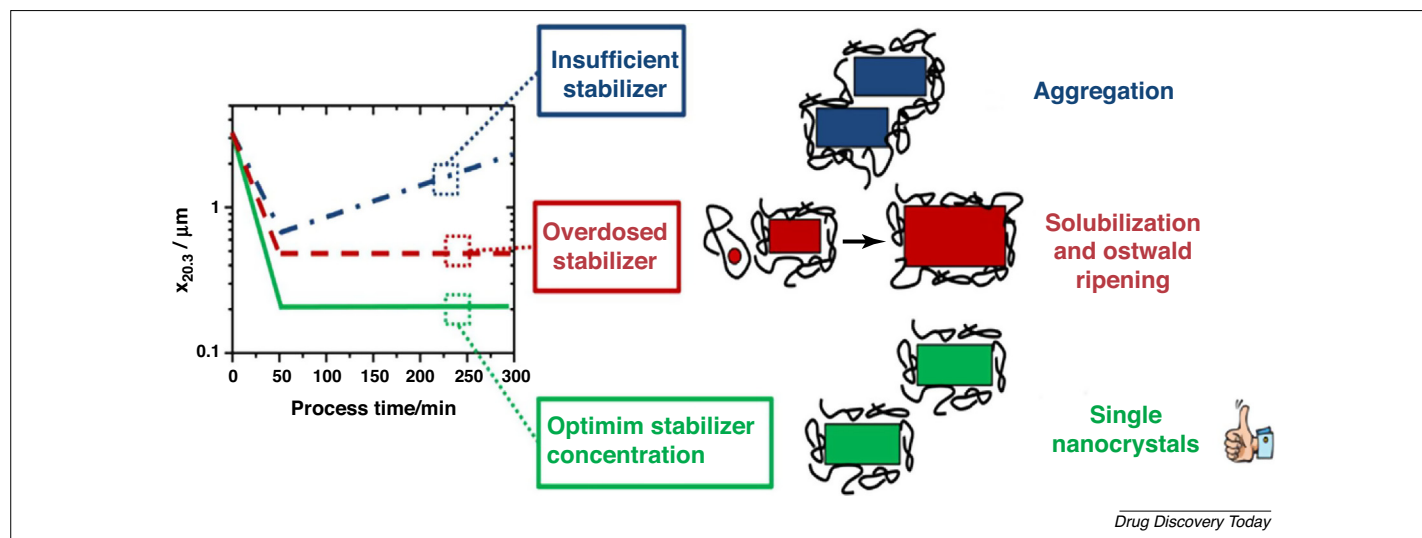 Insufficient
stabilizer
Aggregation
x20.3 / µm
1
0.1
0 50 100 150 200 250 300
Process time/min
Overdosed
stabilizer
Solubilization
and ostwald
ripening
Optimim stabilizer
concentration
Single
nanocrystals
Drug Discovery Today